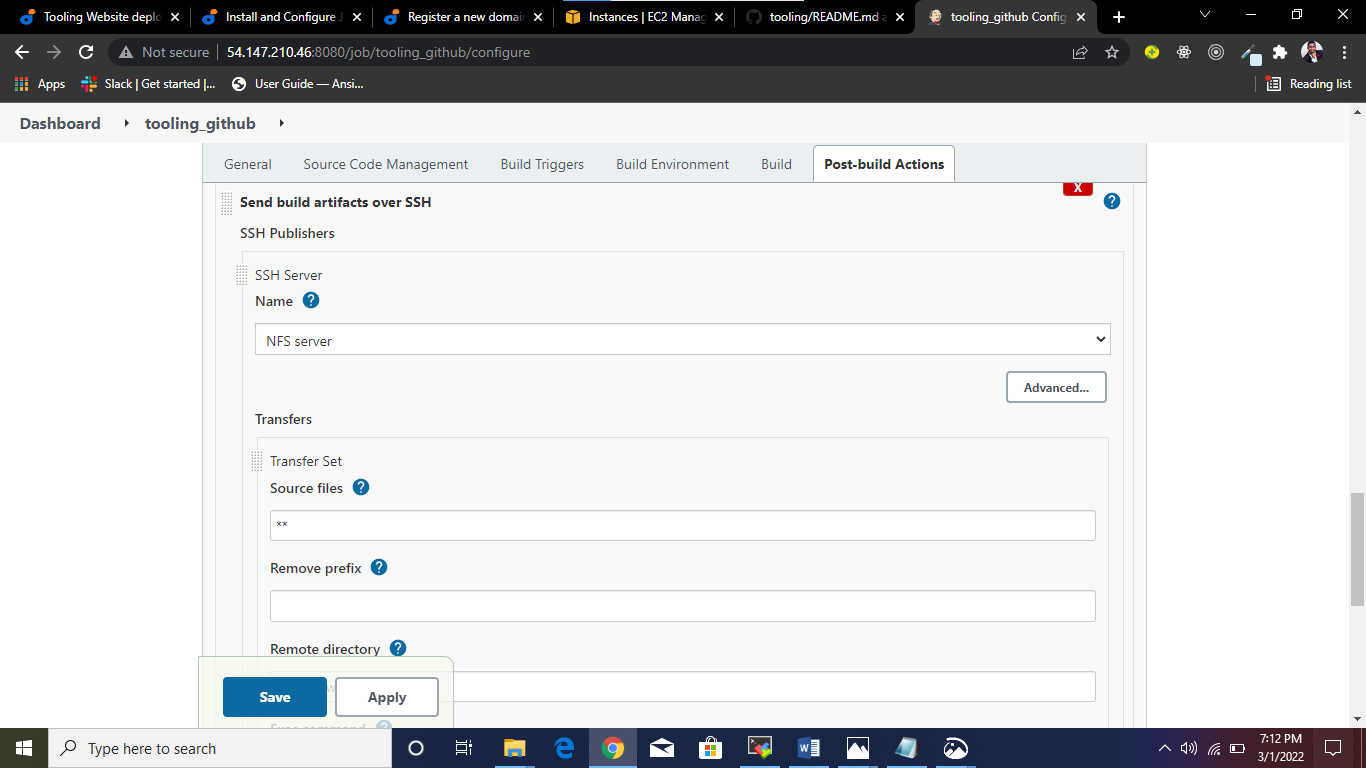 Tooling Website deplo
Install and Configure J
Register a new domain
Instances | EC2 Manag
tooling/README.md a
tooling_github Config
Not secure 54.147.210.46:8080/job/tooling_github/configure
Apps
Slack | Get started |...
User Guide — Ansi...
Reading list
Dashboard
tooling_github
General
Source Code Management
Build Triggers
Build Environment
Build
Post-build Actions
X
Send build artifacts over SSH
?
SSH Publishers
SSH Server
Name ?
NFS server
Advanced...
Transfers
Transfer Set
Source files ?
**
Remove prefix ?
Remote directory ?
Save
Apply
Exec command ?
Type here to search
7:12 PM
3/1/2022